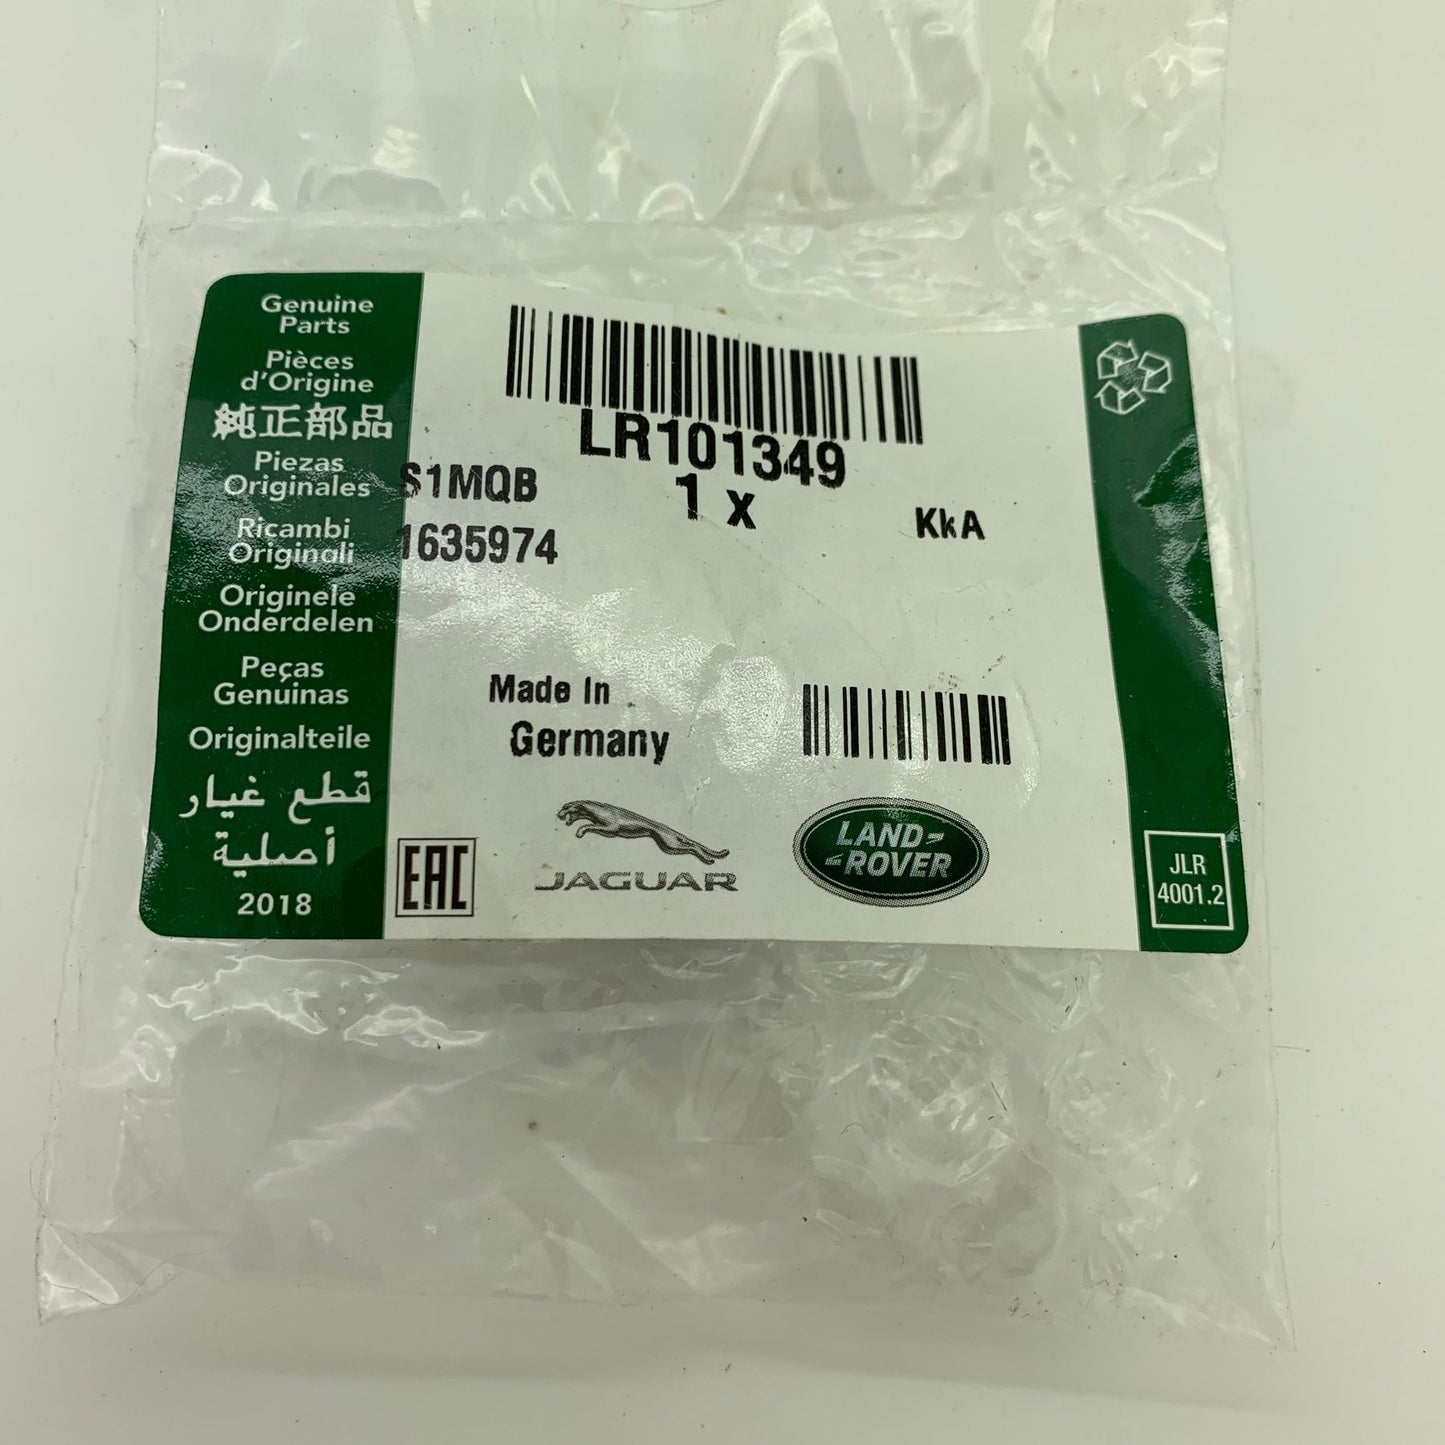 Genuine
Parts
Pièces
d'Origine
純正部品
Piezas
Originales
Ricambi
Originali
Originele
Onderdelen
Peças
Genuinas
Originalteile
قطع غيار
أصلية
2018
LR101349
S1MQB
1 x
KkA
1635974
Made In
Germany
EAC
JAGUAR
LAND-
-ROVER
JLR
4001.2